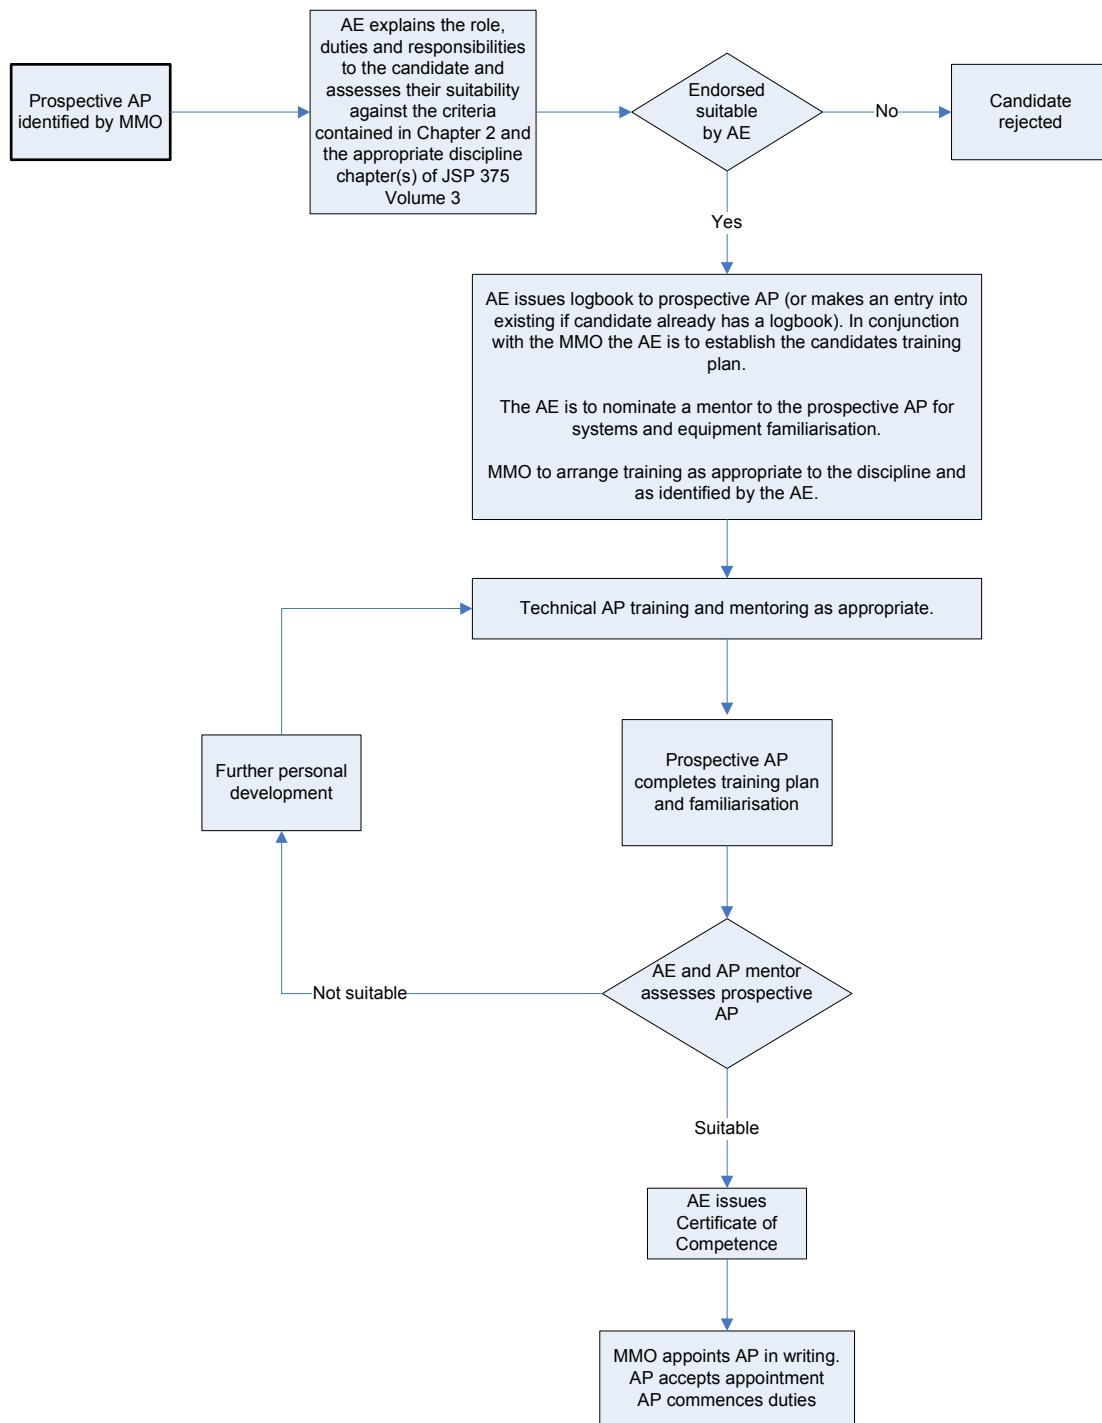 Prospective AP
identified by MMO
AE explains the role,
duties and responsibilities
to the candidate and
assesses their suitability
against the criteria
contained in Chapter 2 and
the appropriate discipline
chapter(s) of JSP 375
Volume 3
Endorsed
suitable
by AE
No
Candidate
rejected
Yes
AE issues logbook to prospective AP (or makes an entry into
existing if candidate already has a logbook). In conjunction
with the MMO the AE is to establish the candidates training
plan.
The AE is to nominate a mentor to the prospective AP for
systems and equipment familiarisation.
MMO to arrange training as appropriate to the discipline and
as identified by the AE.
Technical AP training and mentoring as appropriate.
Further personal
development
Prospective AP
completes training plan
and familiarisation
AE and AP mentor
assesses prospective
AP
Not suitable
Suitable
AE issues
Certificate of
Competence
MMO appoints AP in writing.
AP accepts appointment
AP commences duties